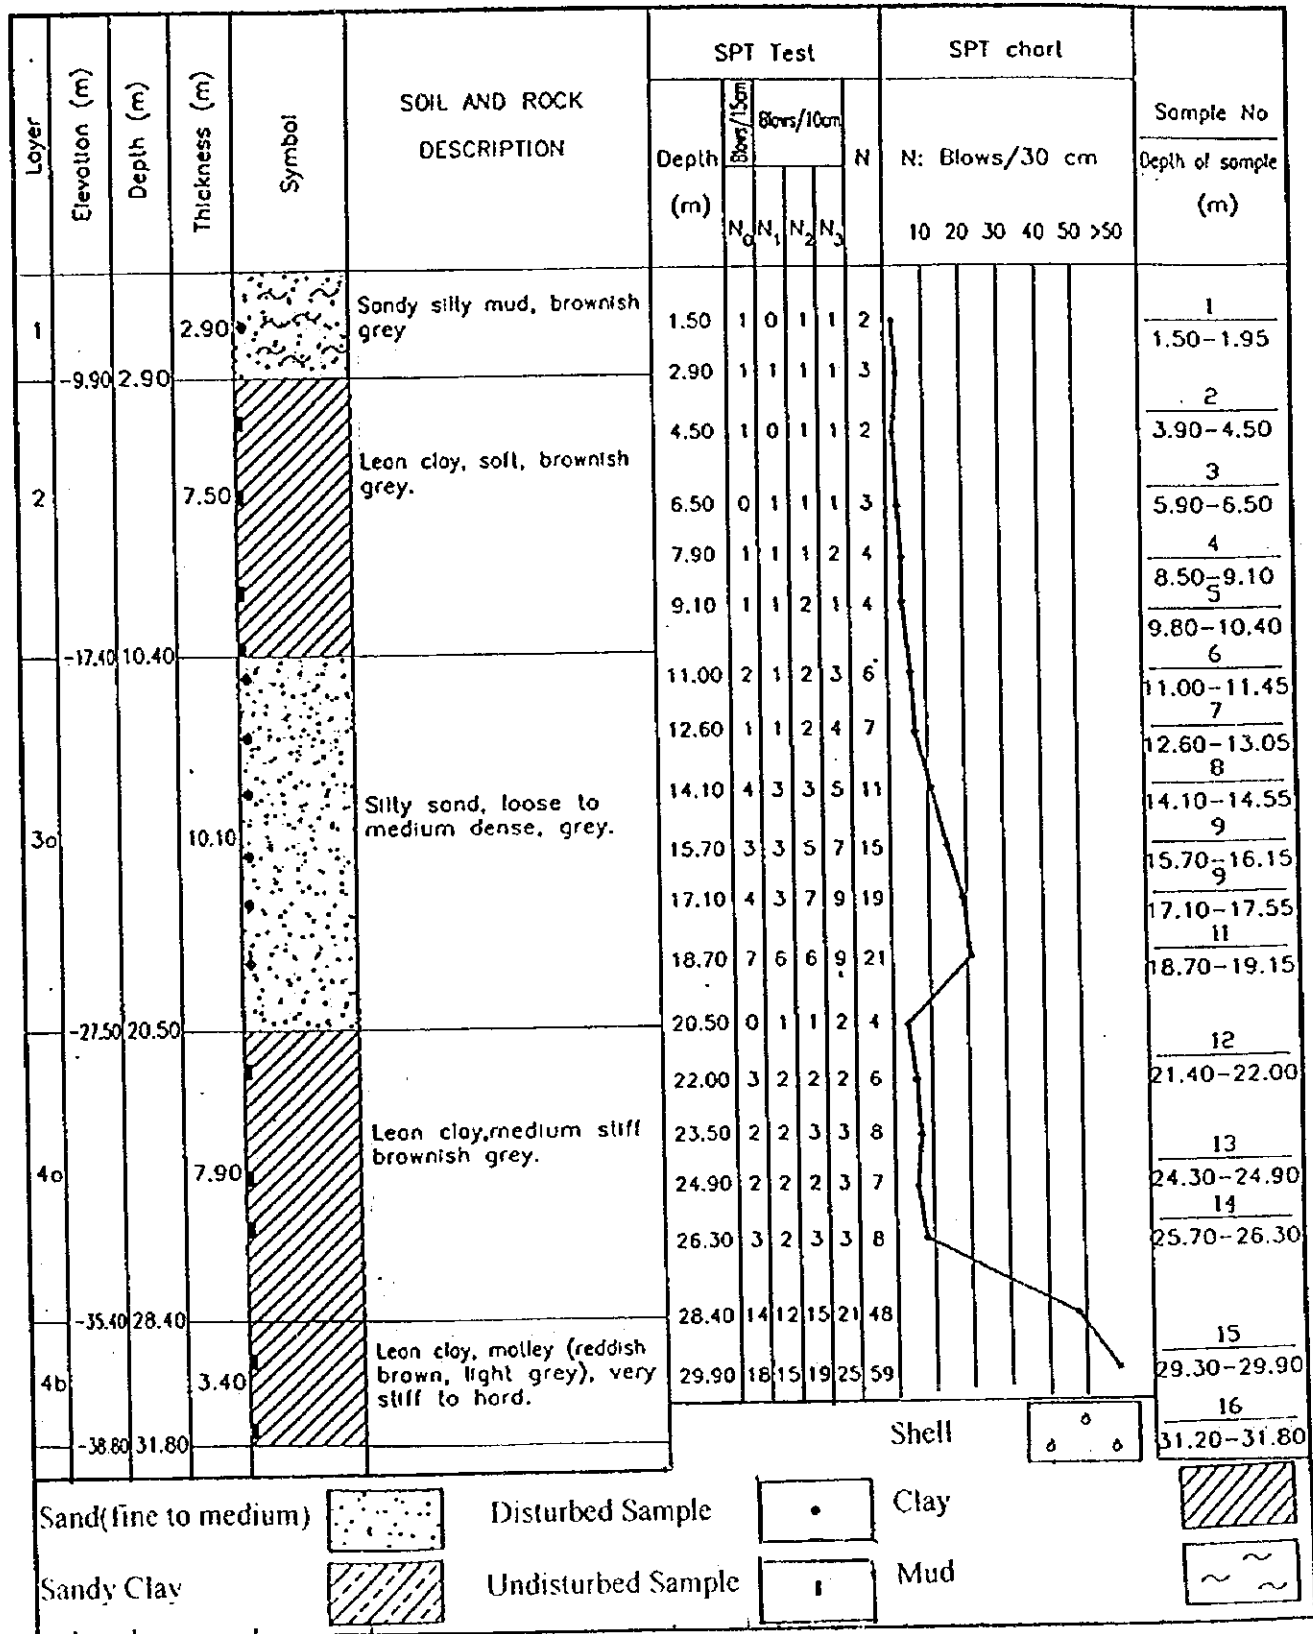 Layer
Elevation (m)
Depth (m)
Thickness (m)
Symbol
SOIL AND ROCK
DESCRIPTION
SPT Test
Depth
(m)
Blows/15cm
Blows/10cm
N
N0 N1 N2 N3
SPT chart
N: Blows/30 cm
10 20 30 40 50 >50
Sample No
Depth of sample
(m)
1
2.90
-9.90 2.90
Sandy silty mud, brownish
grey
2
7.50
-17.40 10.40
Lean clay, soft, brownish
grey.
3a
10.10
-27.50 20.50
Silty sand, loose to
medium dense, grey.
4a
7.90
-35.40 28.40
Lean clay,medium stiff
brownish grey.
4b
3.40
-38.80 31.80
Lean clay, motley (reddish
brown, light grey), very
stiff to hard.
1.50 1 0 1 1 2
2.90 1 1 1 1 3
4.50 1 0 1 1 2
6.50 0 1 1 1 3
7.90 1 1 1 2 4
9.10 1 1 2 1 4
11.00 2 1 2 3 6
12.60 1 1 2 4 7
14.10 4 3 3 5 11
15.70 3 3 5 7 15
17.10 4 3 7 9 19
18.70 7 6 6 9 21
20.50 0 1 1 2 4
22.00 3 2 2 2 6
23.50 2 2 3 3 8
24.90 2 2 2 3 7
26.30 3 2 3 3 8
28.40 14 12 15 21 48
29.90 18 15 19 25 59
1
1.50-1.95
2
3.90-4.50
3
5.90-6.50
4
8.50-9.10
5
9.80-10.40
6
11.00-11.45
7
12.60-13.05
8
14.10-14.55
9
15.70-16.15
9
17.10-17.55
11
18.70-19.15
12
21.40-22.00
13
24.30-24.90
14
25.70-26.30
15
29.30-29.90
16
31.20-31.80
Shell
Sand(fine to medium)
Disturbed Sample
Clay
Sandy Clay
Undisturbed Sample
Mud